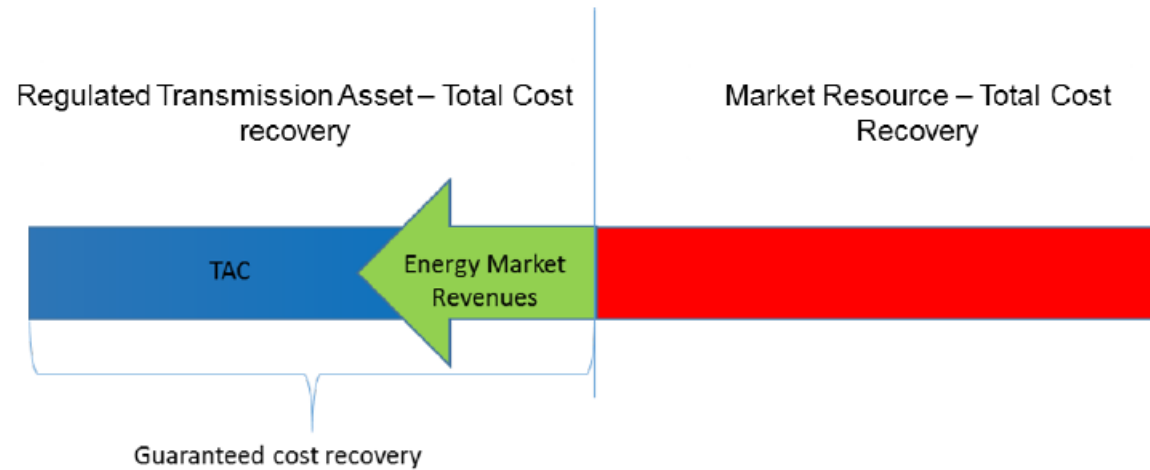 Regulated Transmission Asset – Total Cost
recovery
Market Resource – Total Cost
Recovery
TAC
Energy Market
Revenues
Guaranteed cost recovery